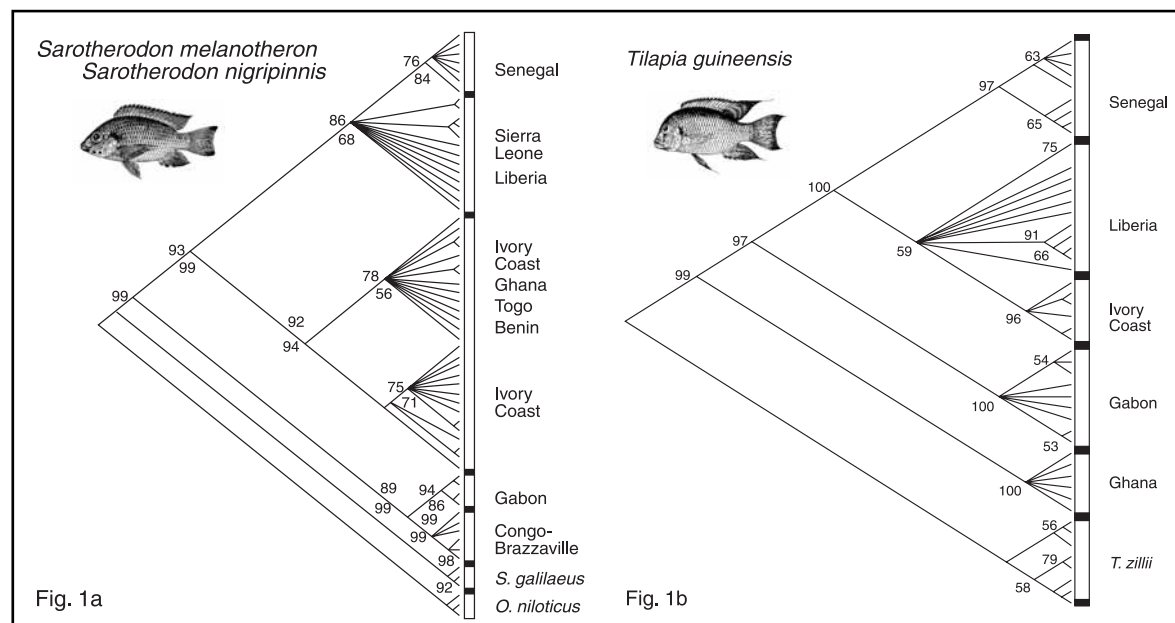 Sarotherodon melanotheron
Sarotherodon nigripinnis
76
84
Senegal
86
68
Sierra
Leone
Liberia
93
99
78
56
Ivory
Coast
Ghana
Togo
Benin
92
94
99
75
71
Ivory
Coast
89
99
94
86
Gabon
99
99
98
Congo-
Brazzaville
92
S. galilaeus
O. niloticus
Fig. 1a
Tilapia guineensis
63
97
65
Senegal
75
100
91
66
59
Liberia
97
99
96
Ivory
Coast
54
100
53
Gabon
100
Ghana
56
79
58
T. zillii
Fig. 1b